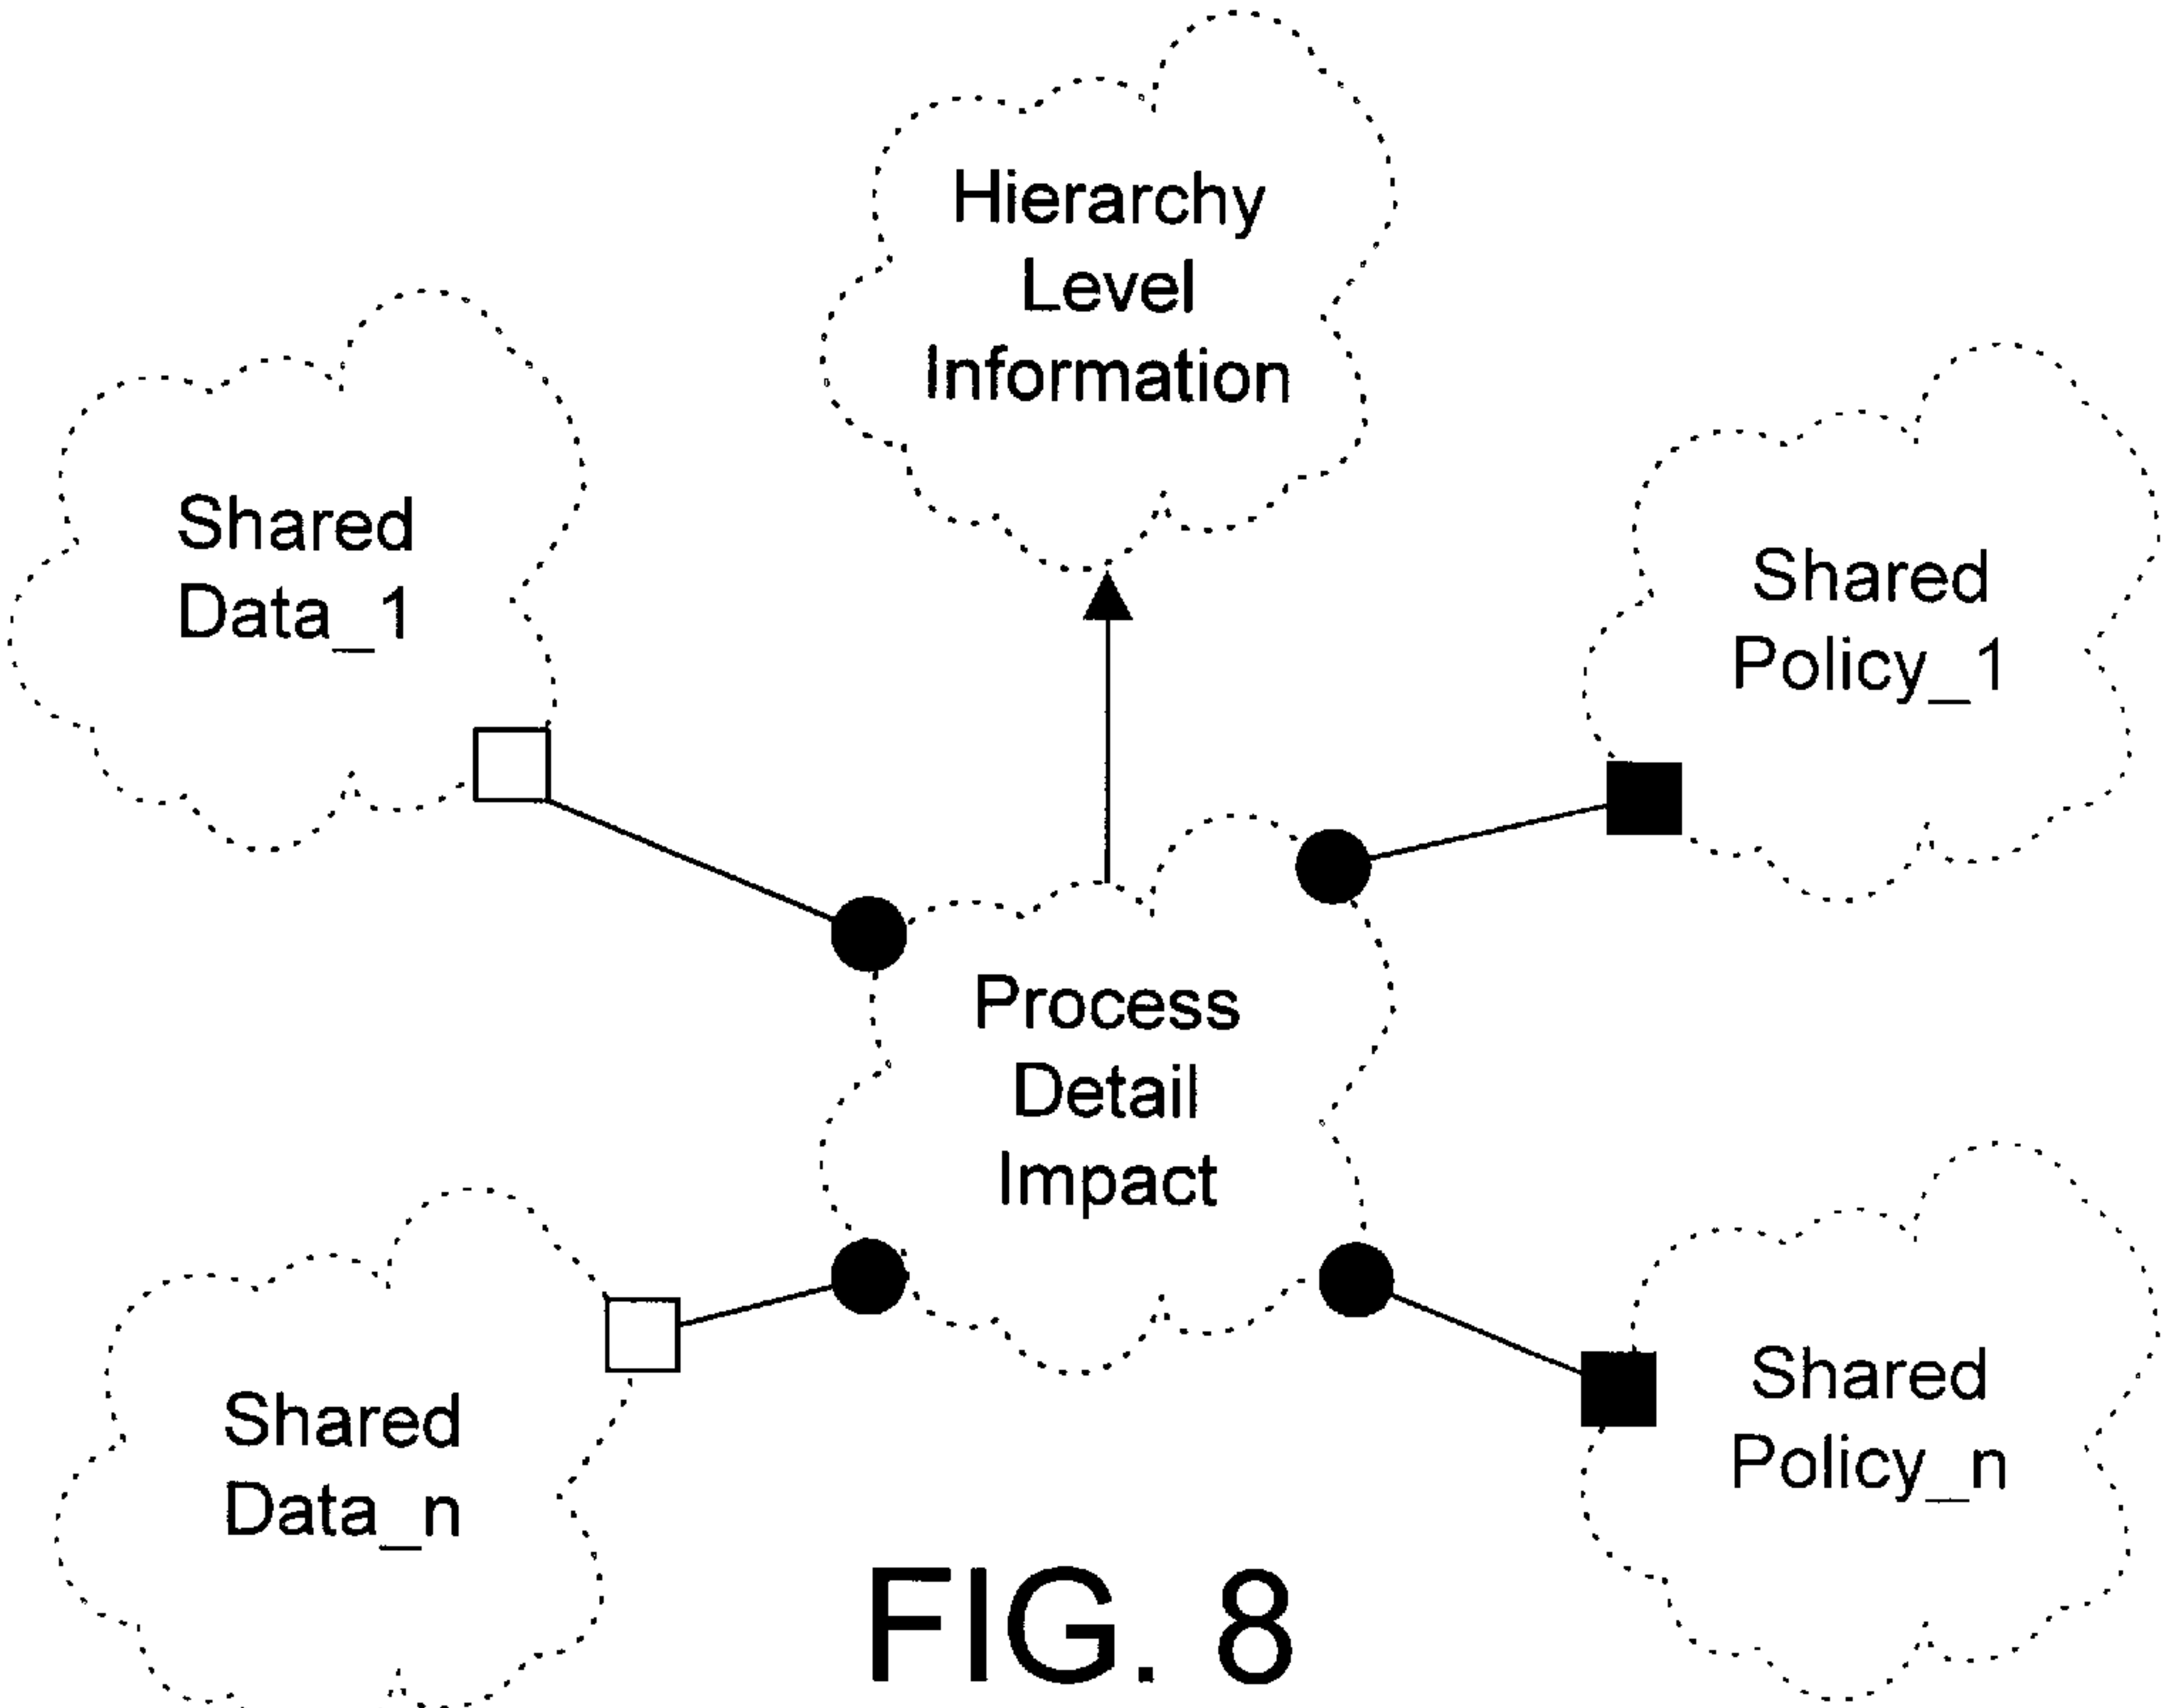 Hierarchy
Level
Information
Shared
Data_1
Shared
Policy_1
Process
Detail
Impact
Shared
Data_n
Shared
Policy_n
FIG. 8